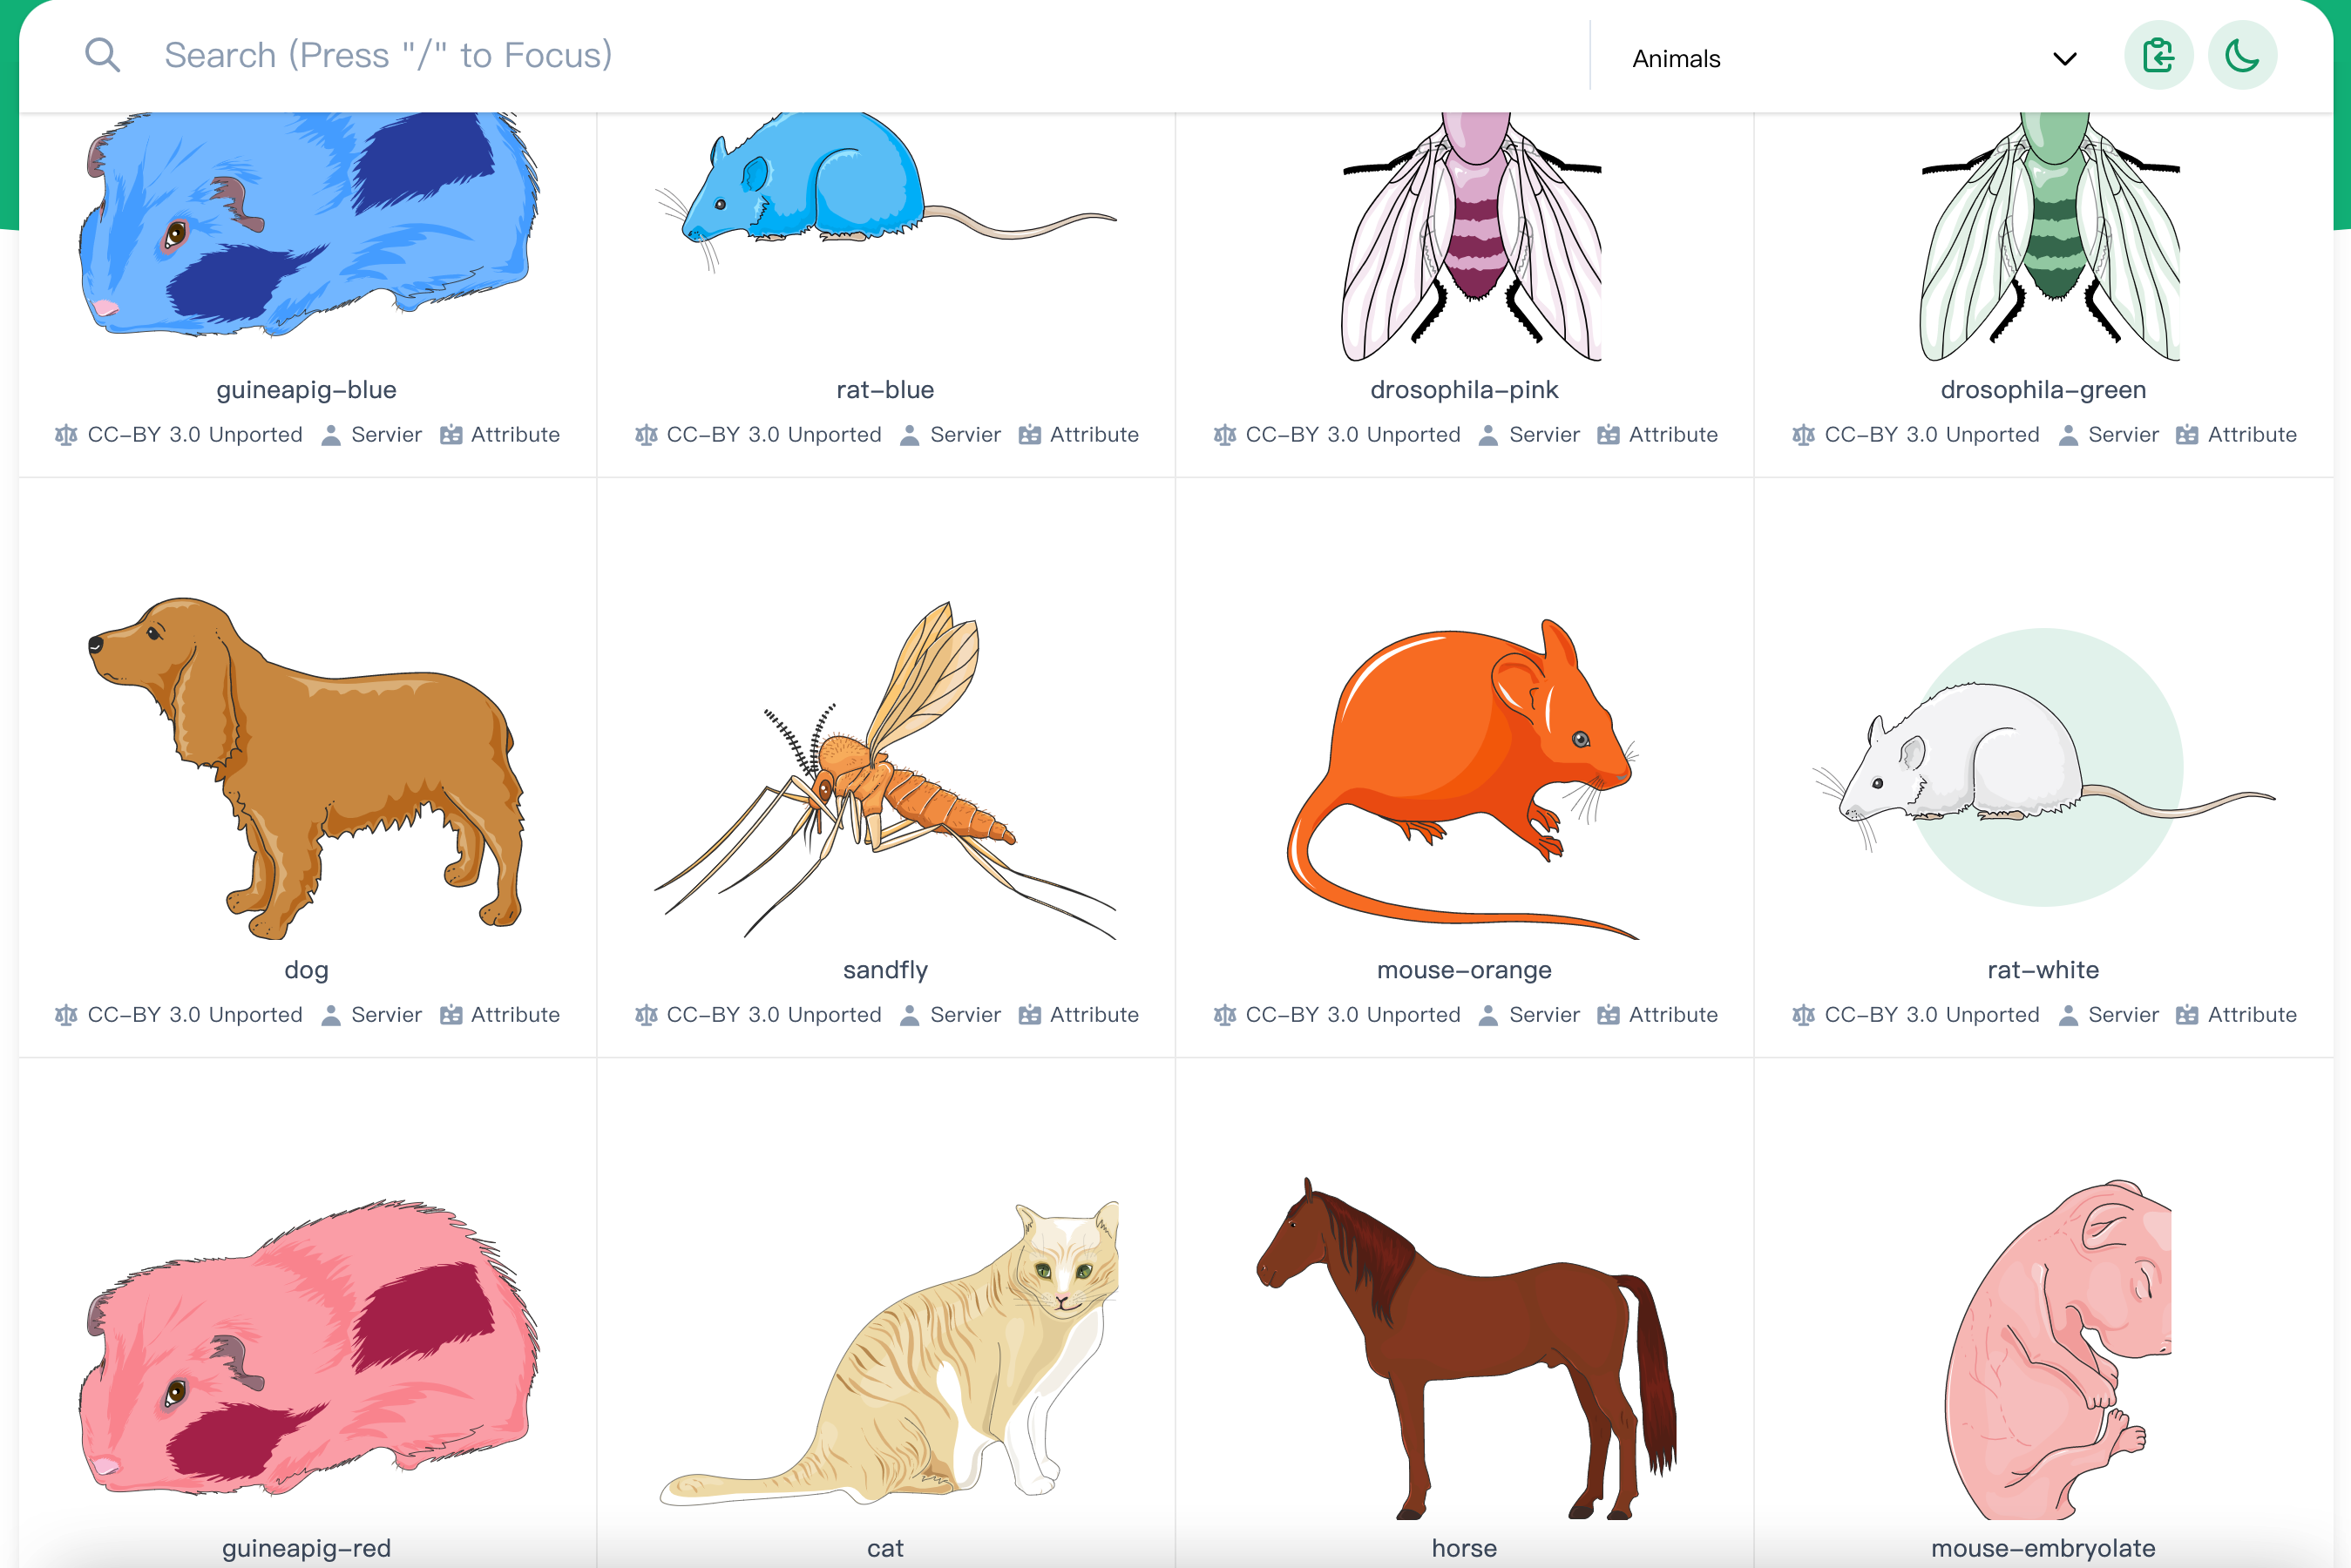 Search (Press "/" to Focus)
Animals
guineapig-blue
CC-BY 3.0 Unported Servier Attribute
rat-blue
CC-BY 3.0 Unported Servier Attribute
drosophila-pink
CC-BY 3.0 Unported Servier Attribute
drosophila-green
CC-BY 3.0 Unported Servier Attribute
dog
CC-BY 3.0 Unported Servier Attribute
sandfly
CC-BY 3.0 Unported Servier Attribute
mouse-orange
CC-BY 3.0 Unported Servier Attribute
rat-white
CC-BY 3.0 Unported Servier Attribute
guineapig-red
cat
horse
mouse-embryolate